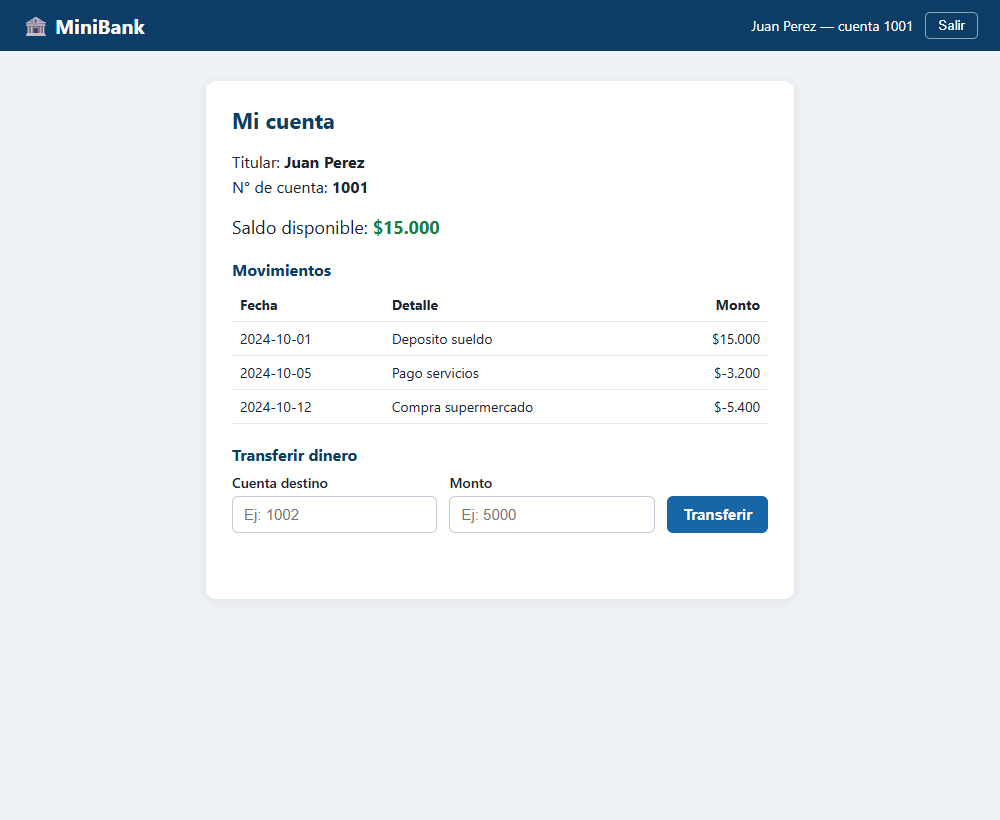 MiniBank
Juan Perez — cuenta 1001 Salir
Mi cuenta
Titular: Juan Perez
N° de cuenta: 1001
Saldo disponible: $15.000
Movimientos
Fecha Detalle Monto
2024-10-01 Deposito sueldo $15.000
2024-10-05 Pago servicios $-3.200
2024-10-12 Compra supermercado $-5.400
Transferir dinero
Cuenta destino Monto
Ej: 1002 Ej: 5000 Transferir